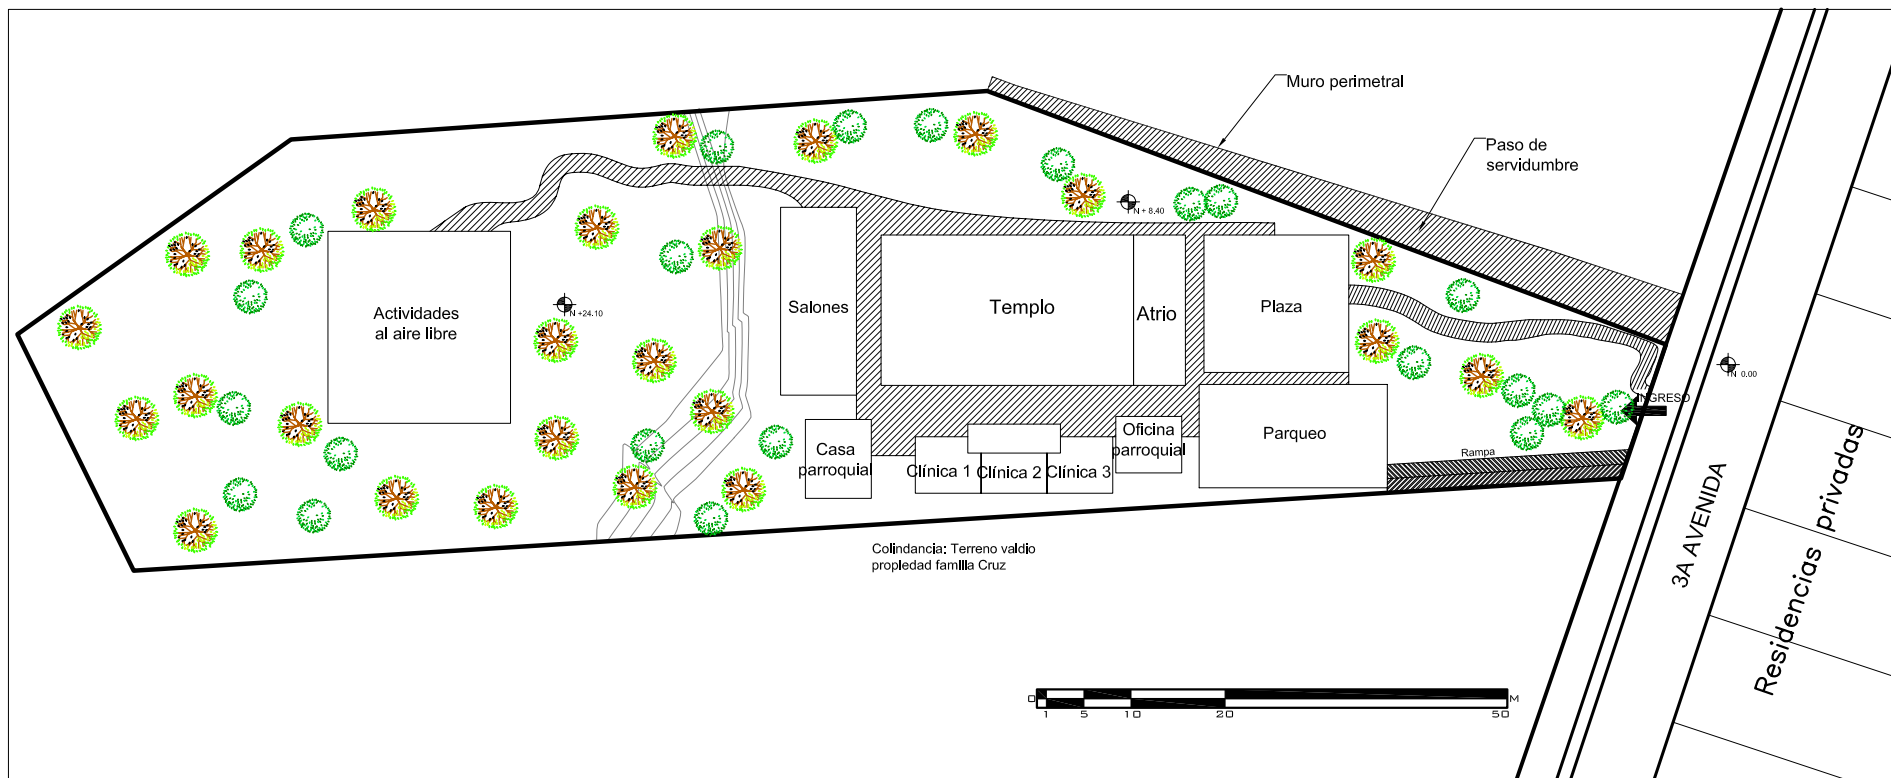 Muro perimetral
Paso de
servidumbre
N + 8.40
Actividades
al aire libre
N +24.10
Salones
Templo
Atrio
Plaza
N 0.00
INGRESO
Casa
parroquial
Clínica 1
Clínica 2
Clínica 3
Oficina
parroquial
Parqueo
Rampa
Colindancia: Terreno valdio
propiedad familia Cruz
3A AVENIDA
Residencias privadas
0 1 5 10 20 50 M